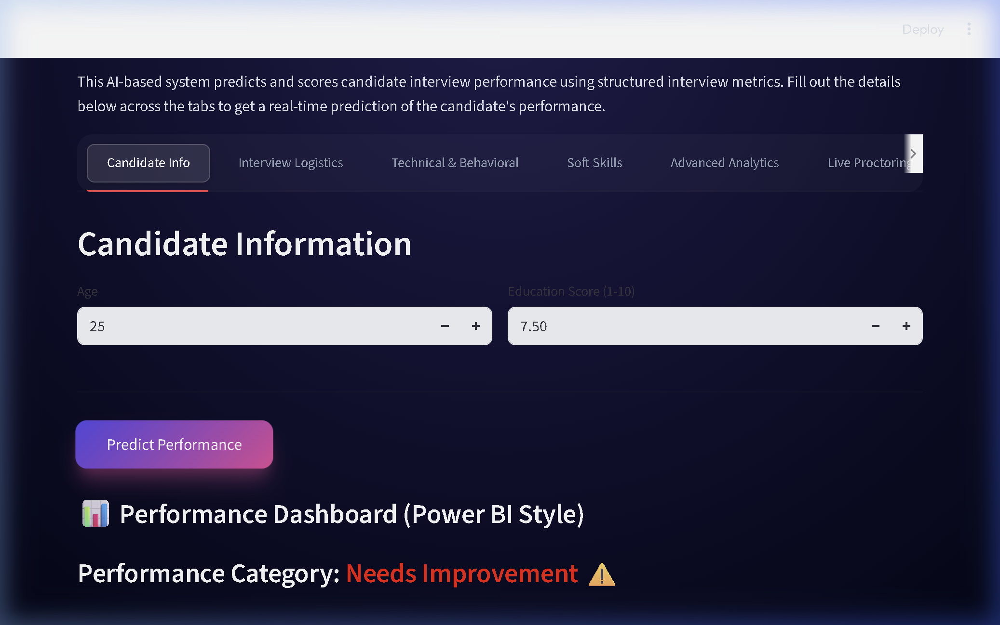 Deploy
This AI-based system predicts and scores candidate interview performance using structured interview metrics. Fill out the details
below across the tabs to get a real-time prediction of the candidate's performance.
Candidate Info Interview Logistics Technical & Behavioral Soft Skills Advanced Analytics Live Proctoring
Candidate Information
Age Education Score (1-10)
25 − + 7.50 − +
Predict Performance
Performance Dashboard (Power BI Style)
Performance Category: Needs Improvement